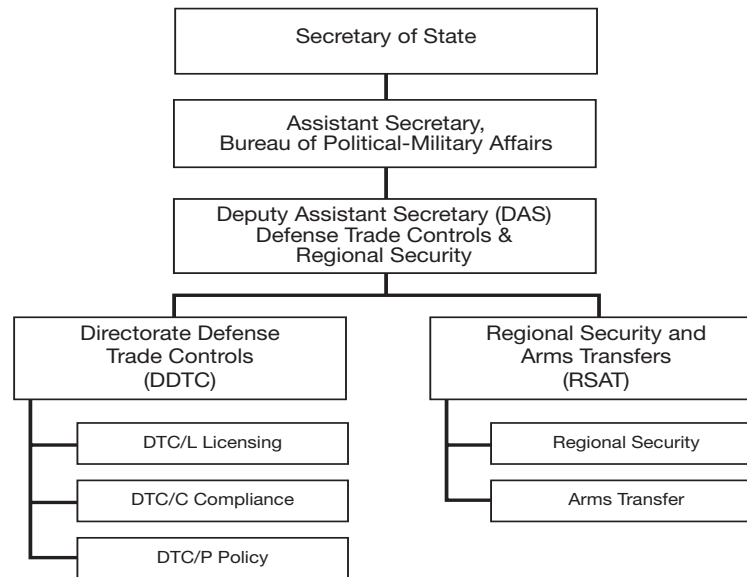 Secretary of State
Assistant Secretary,
Bureau of Political-Military Affairs
Deputy Assistant Secretary (DAS)
Defense Trade Controls &
Regional Security
Directorate Defense
Trade Controls
(DDTC)
DTC/L Licensing
DTC/C Compliance
DTC/P Policy
Regional Security and
Arms Transfers
(RSAT)
Regional Security
Arms Transfer